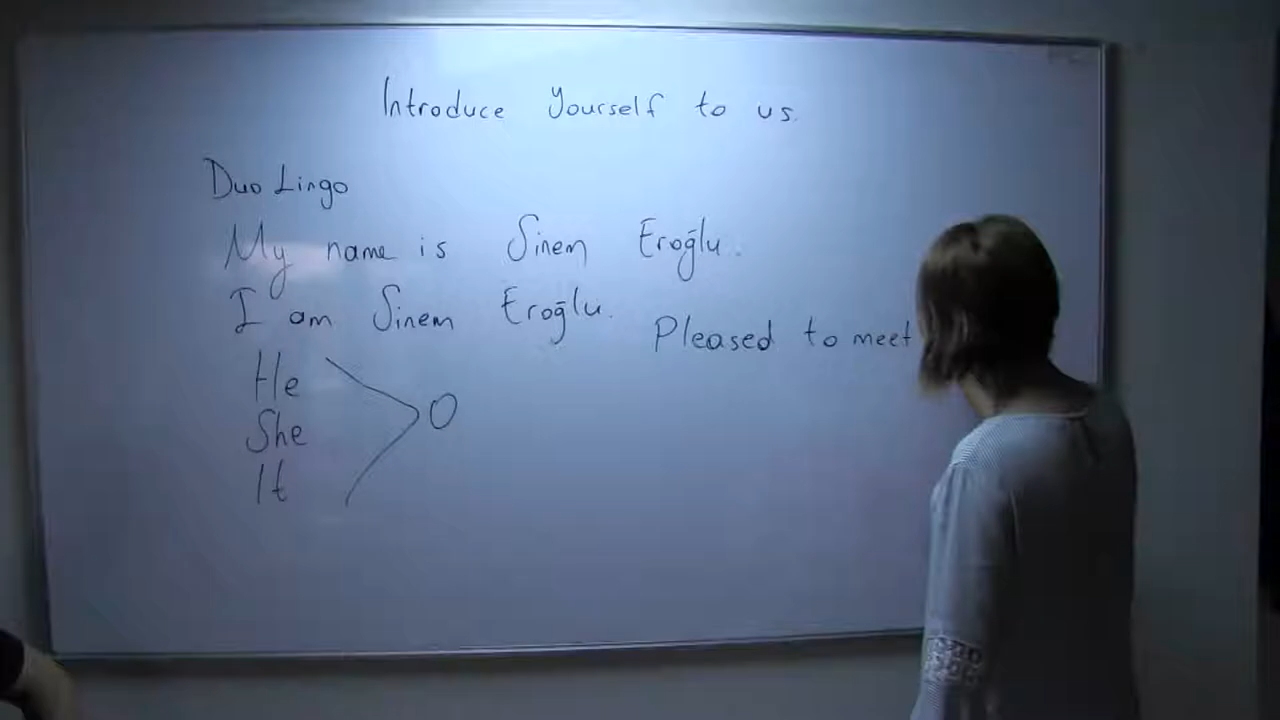 Introduce Yourself to us.
Duo Lingo
My name is Sinem Eroğlu.
I am Sinem Eroğlu.
Pleased to meet
He
She
It
O